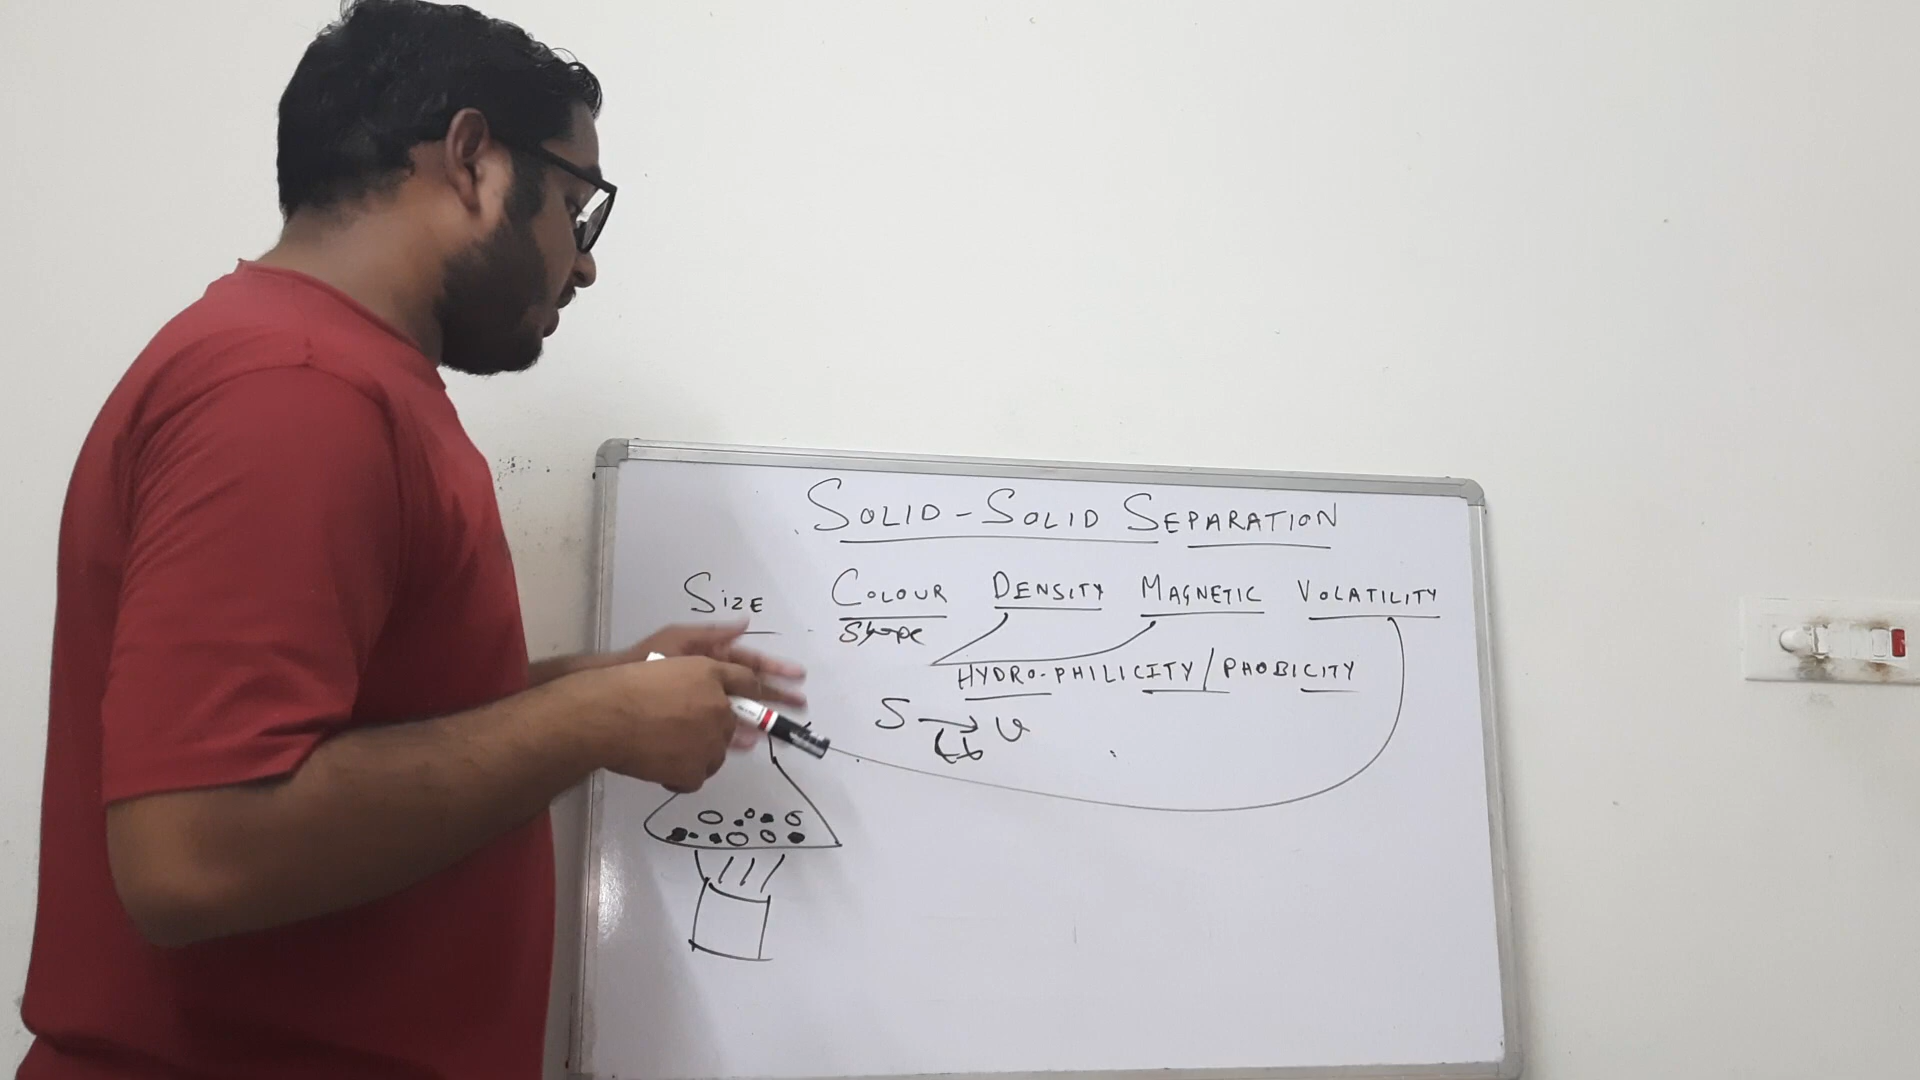 SOLID-SOLID SEPARATION
SIZE COLOUR DENSITY MAGNETIC VOLATILITY
Shape
HYDRO-PHILICITY/PHOBICITY
S → V